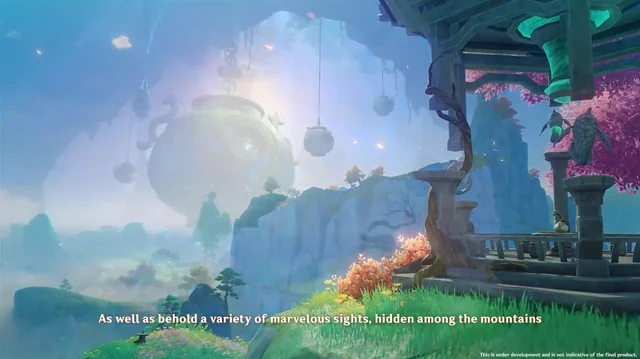 As well as behold a variety of marvelous sights, hidden among the mountains
This is under development and is not indicative of the final product.